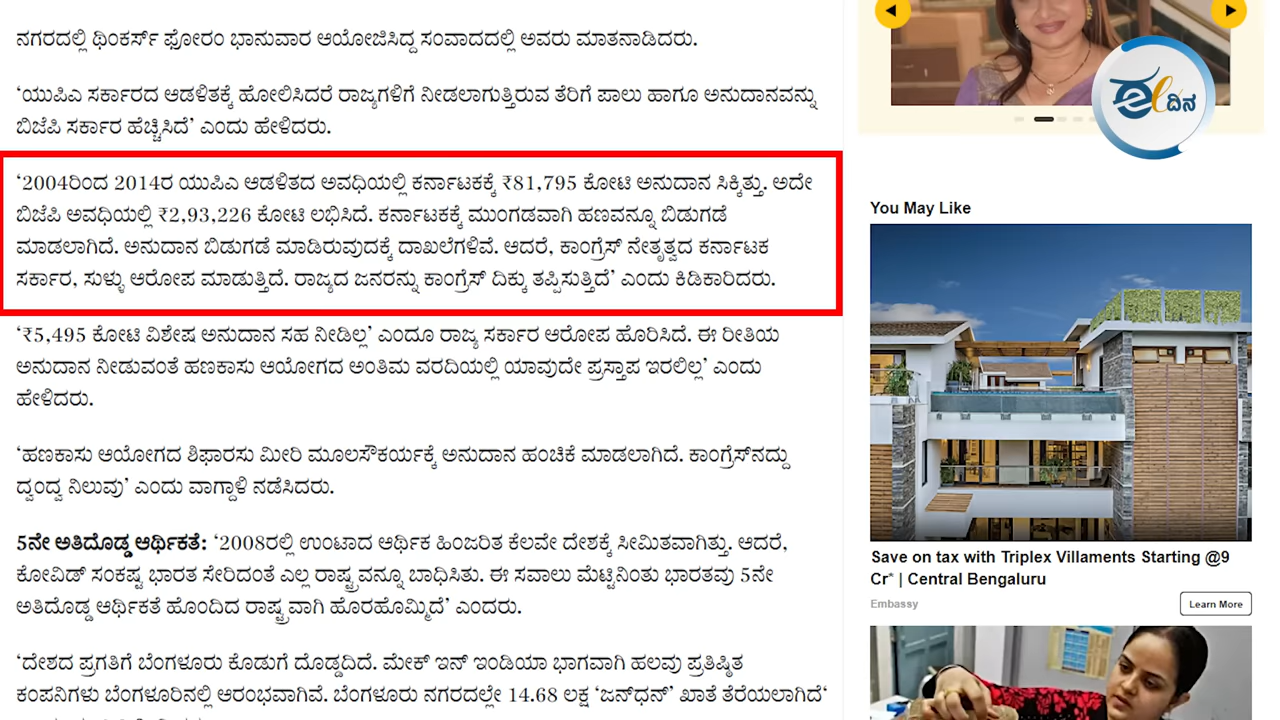 ನಗರದಲ್ಲಿ ಥಿಂಕರ್ಸ್ ಫೋರಂ ಭಾನುವಾರ ಆಯೋಜಿಸಿದ್ದ ಸಂವಾದದಲ್ಲಿ ಅವರು ಮಾತನಾಡಿದರು.
‘ಯುಪಿಎ ಸರ್ಕಾರದ ಆಡಳಿತಕ್ಕೆ ಹೋಲಿಸಿದರೆ ರಾಜ್ಯಗಳಿಗೆ ನೀಡಲಾಗುತ್ತಿರುವ ತೆರಿಗೆ ಪಾಲು ಹಾಗೂ ಅನುದಾನವನ್ನು
ಬಿಜೆಪಿ ಸರ್ಕಾರ ಹೆಚ್ಚಿಸಿದೆ’ ಎಂದು ಹೇಳಿದರು.
‘2004ರಿಂದ 2014ರ ಯುಪಿಎ ಆಡಳಿತದ ಅವಧಿಯಲ್ಲಿ ಕರ್ನಾಟಕಕ್ಕೆ ₹81,795 ಕೋಟಿ ಅನುದಾನ ಸಿಕ್ಕಿತ್ತು. ಅದೇ
ಬಿಜೆಪಿ ಅವಧಿಯಲ್ಲಿ ₹2,93,226 ಕೋಟಿ ಲಭಿಸಿದೆ. ಕರ್ನಾಟಕಕ್ಕೆ ಮುಂಗಡವಾಗಿ ಹಣವನ್ನೂ ಬಿಡುಗಡೆ
ಮಾಡಲಾಗಿದೆ. ಅನುದಾನ ಬಿಡುಗಡೆ ಮಾಡಿರುವುದಕ್ಕೆ ದಾಖಲೆಗಳಿವೆ. ಆದರೆ, ಕಾಂಗ್ರೆಸ್ ನೇತೃತ್ವದ ಕರ್ನಾಟಕ
ಸರ್ಕಾರ, ಸುಳ್ಳು ಆರೋಪ ಮಾಡುತ್ತಿದೆ. ರಾಜ್ಯದ ಜನರನ್ನು ಕಾಂಗ್ರೆಸ್ ದಿಕ್ಕು ತಪ್ಪಿಸುತ್ತಿದೆ’ ಎಂದು ಕಿಡಿಕಾರಿದರು.
‘₹5,495 ಕೋಟಿ ವಿಶೇಷ ಅನುದಾನ ಸಹ ನೀಡಿಲ್ಲ’ ಎಂದೂ ರಾಜ್ಯ ಸರ್ಕಾರ ಆರೋಪ ಹೊರಿಸಿದೆ. ಈ ರೀತಿಯ
ಅನುದಾನ ನೀಡುವಂತೆ ಹಣಕಾಸು ಆಯೋಗದ ಅಂತಿಮ ವರದಿಯಲ್ಲಿ ಯಾವುದೇ ಪ್ರಸ್ತಾಪ ಇರಲಿಲ್ಲ’ ಎಂದು
ಹೇಳಿದರು.
‘ಹಣಕಾಸು ಆಯೋಗದ ಶಿಫಾರಸು ಮೀರಿ ಮೂಲಸೌಕರ್ಯಕ್ಕೆ ಅನುದಾನ ಹಂಚಿಕೆ ಮಾಡಲಾಗಿದೆ. ಕಾಂಗ್ರೆಸ್‌ನದ್ದು
ದ್ವಂದ್ವ ನಿಲುವು’ ಎಂದು ವಾಗ್ದಾಳಿ ನಡೆಸಿದರು.
5ನೇ ಅತಿದೊಡ್ಡ ಆರ್ಥಿಕತೆ: ‘2008ರಲ್ಲಿ ಉಂಟಾದ ಆರ್ಥಿಕ ಹಿಂಜರಿತ ಕೆಲವೇ ದೇಶಕ್ಕೆ ಸೀಮಿತವಾಗಿತ್ತು. ಆದರೆ,
ಕೋವಿಡ್ ಸಂಕಷ್ಟ ಭಾರತ ಸೇರಿದಂತೆ ಎಲ್ಲ ರಾಷ್ಟ್ರವನ್ನೂ ಬಾಧಿಸಿತು. ಈ ಸವಾಲು ಮೆಟ್ಟಿನಿಂತು ಭಾರತವು 5ನೇ
ಅತಿದೊಡ್ಡ ಆರ್ಥಿಕತೆ ಹೊಂದಿದ ರಾಷ್ಟ್ರವಾಗಿ ಹೊರಹೊಮ್ಮಿದೆ’ ಎಂದರು.
‘ದೇಶದ ಪ್ರಗತಿಗೆ ಬೆಂಗಳೂರು ಕೊಡುಗೆ ದೊಡ್ಡದಿದೆ. ಮೇಕ್ ಇನ್ ಇಂಡಿಯಾ ಭಾಗವಾಗಿ ಹಲವು ಪ್ರತಿಷ್ಠಿತ
ಕಂಪನಿಗಳು ಬೆಂಗಳೂರಿನಲ್ಲಿ ಆರಂಭವಾಗಿವೆ. ಬೆಂಗಳೂರು ನಗರದಲ್ಲೇ 14.68 ಲಕ್ಷ ‘ಜನ್‌ಧನ್’ ಖಾತೆ ತೆರೆಯಲಾಗಿದೆ‘
ದಿನ
You May Like
Save on tax with Triplex Villaments Starting @9
Cr* | Central Bengaluru
Embassy
Learn More